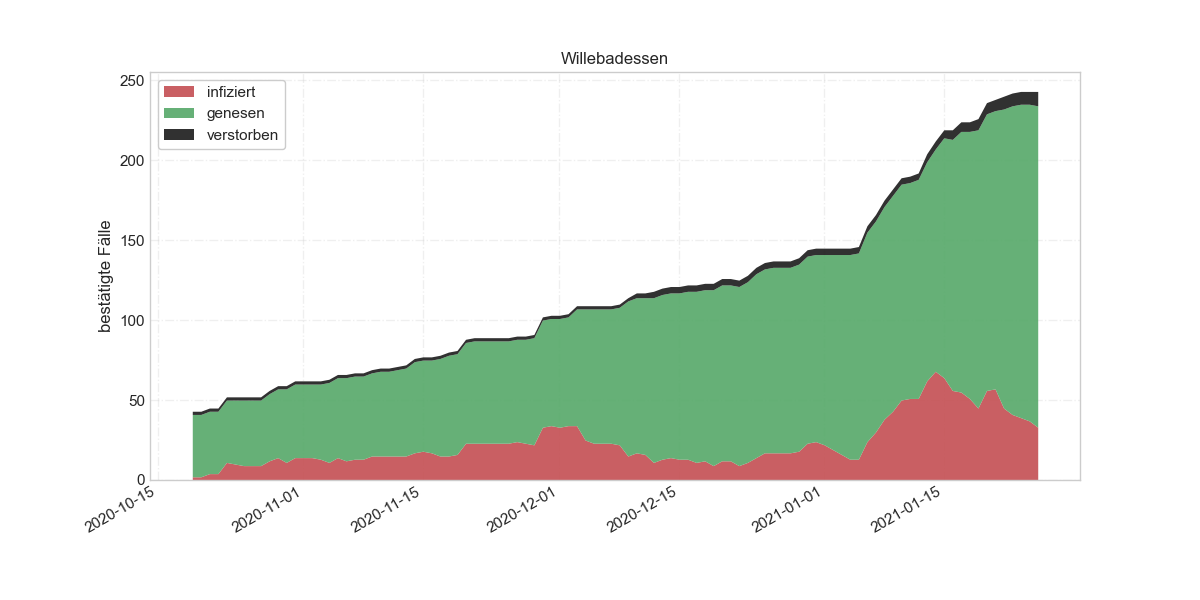 Willebadessen
bestätigte Fälle
250
200
150
100
50
0
infiziert
genesen
verstorben
2020-10-15
2020-11-01
2020-11-15
2020-12-01
2020-12-15
2021-01-01
2021-01-15